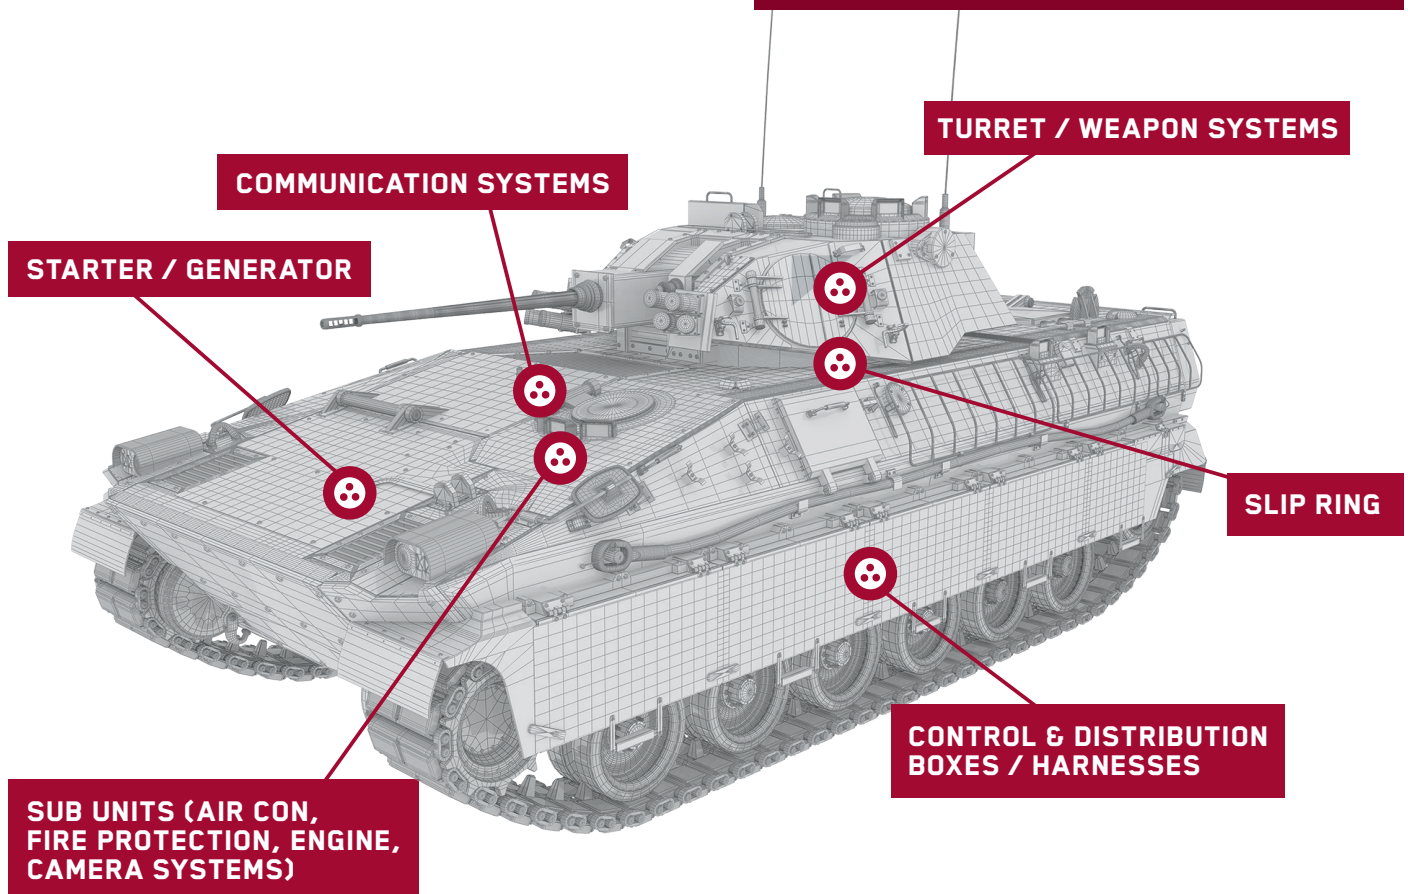 TURRET / WEAPON SYSTEMS
COMMUNICATION SYSTEMS
STARTER / GENERATOR
SLIP RING
CONTROL & DISTRIBUTION
BOXES / HARNESSES
SUB UNITS (AIR CON,
FIRE PROTECTION, ENGINE,
CAMERA SYSTEMS)